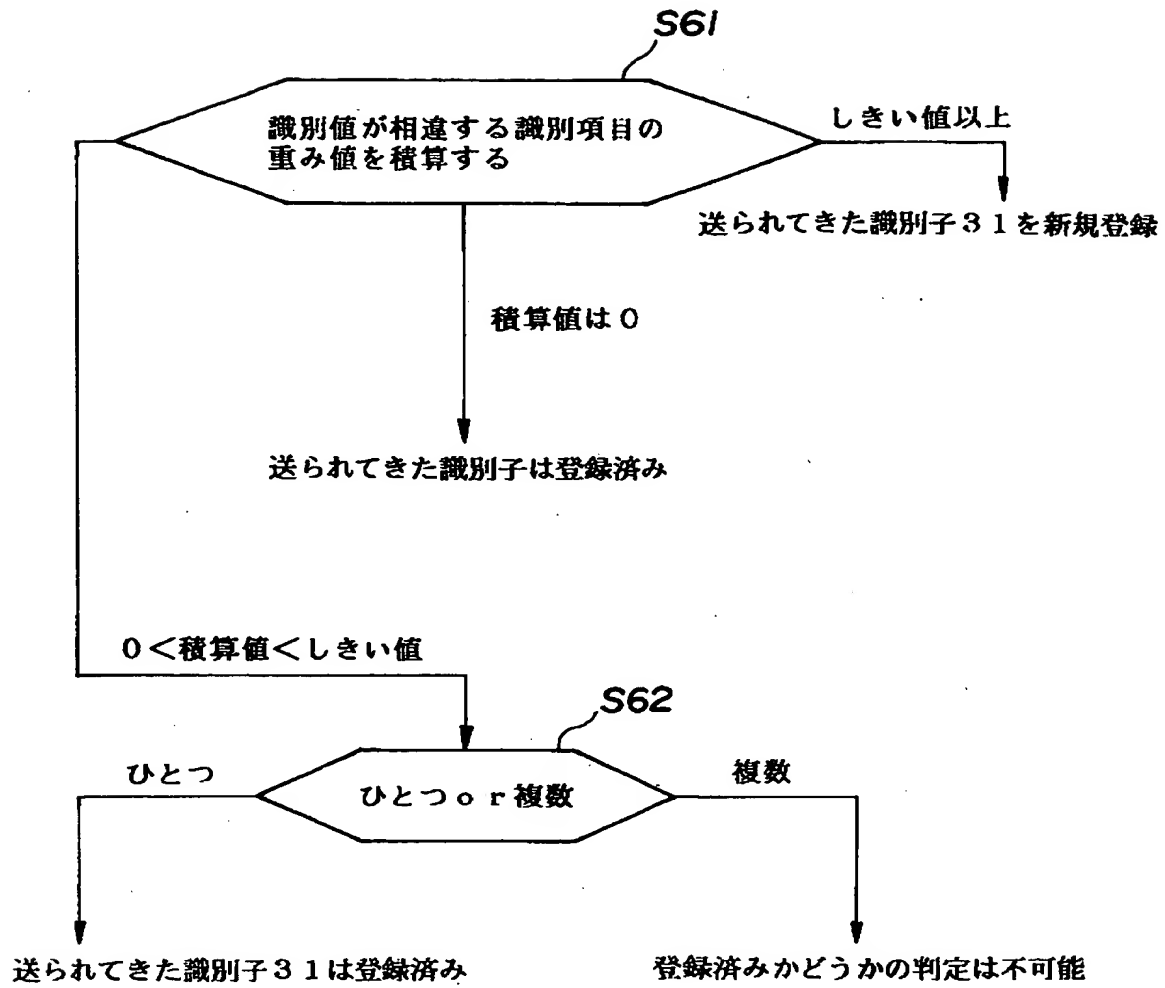 S61
識別値が相違する識別項目の
重み値を積算する
しきい値以上
送られてきた識別子31を新規登録
積算値は0
送られてきた識別子は登録済み
0<積算値<しきい値
S62
ひとつ
ひとつor複数
複数
送られてきた識別子31は登録済み
登録済みかどうかの判定は不可能